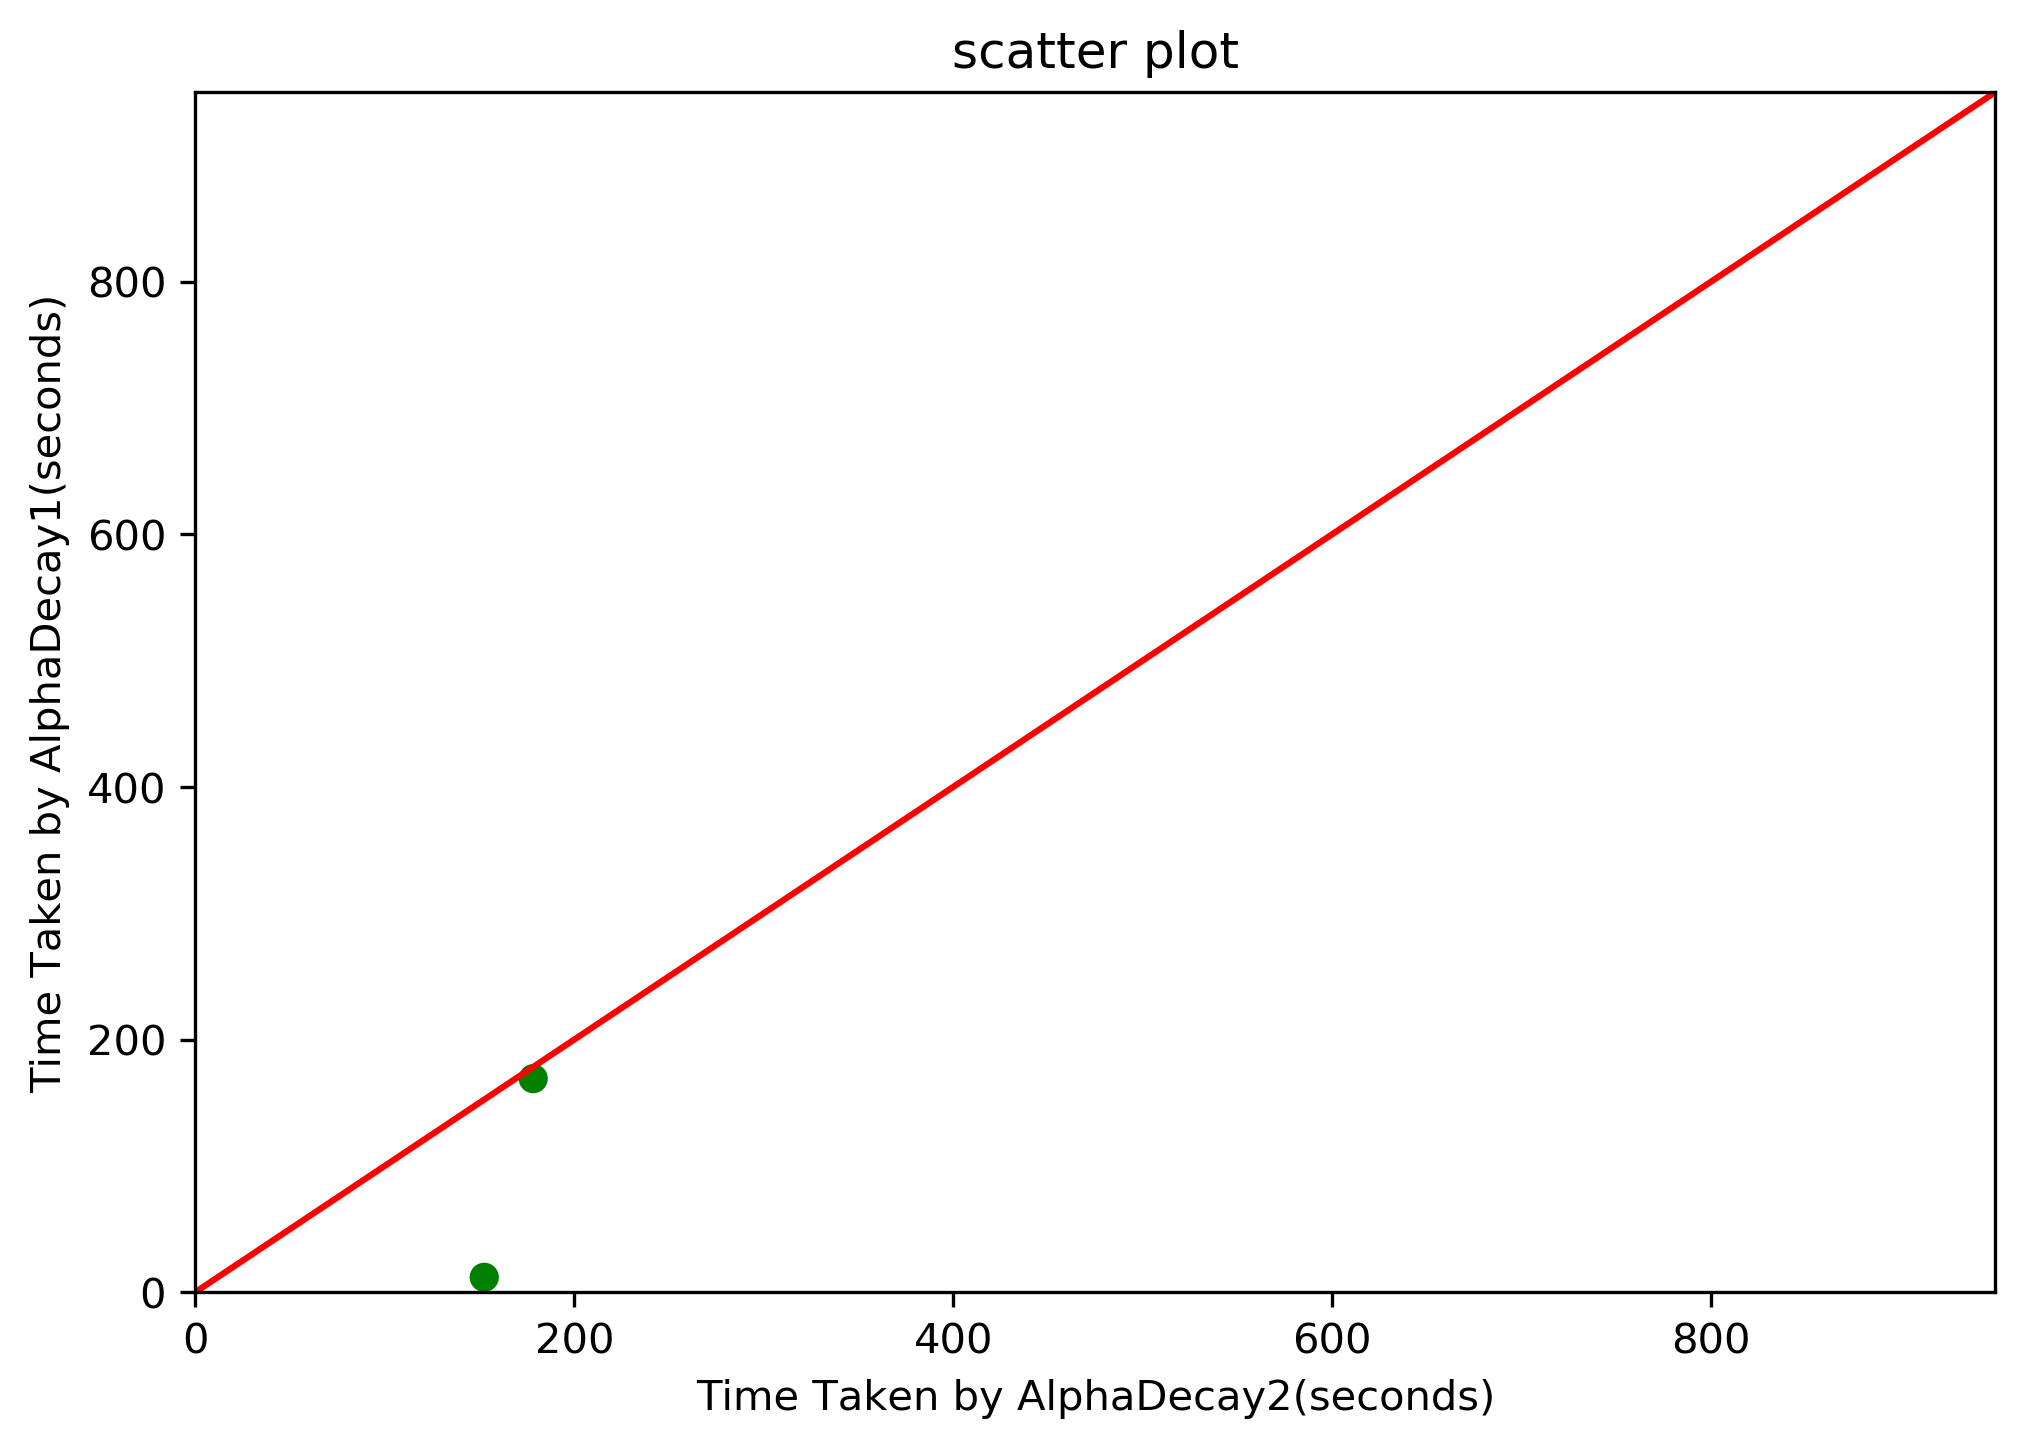 scatter plot
Time Taken by AlphaDecay1(seconds)
800
600
400
200
0
0 200 400 600 800
Time Taken by AlphaDecay2(seconds)